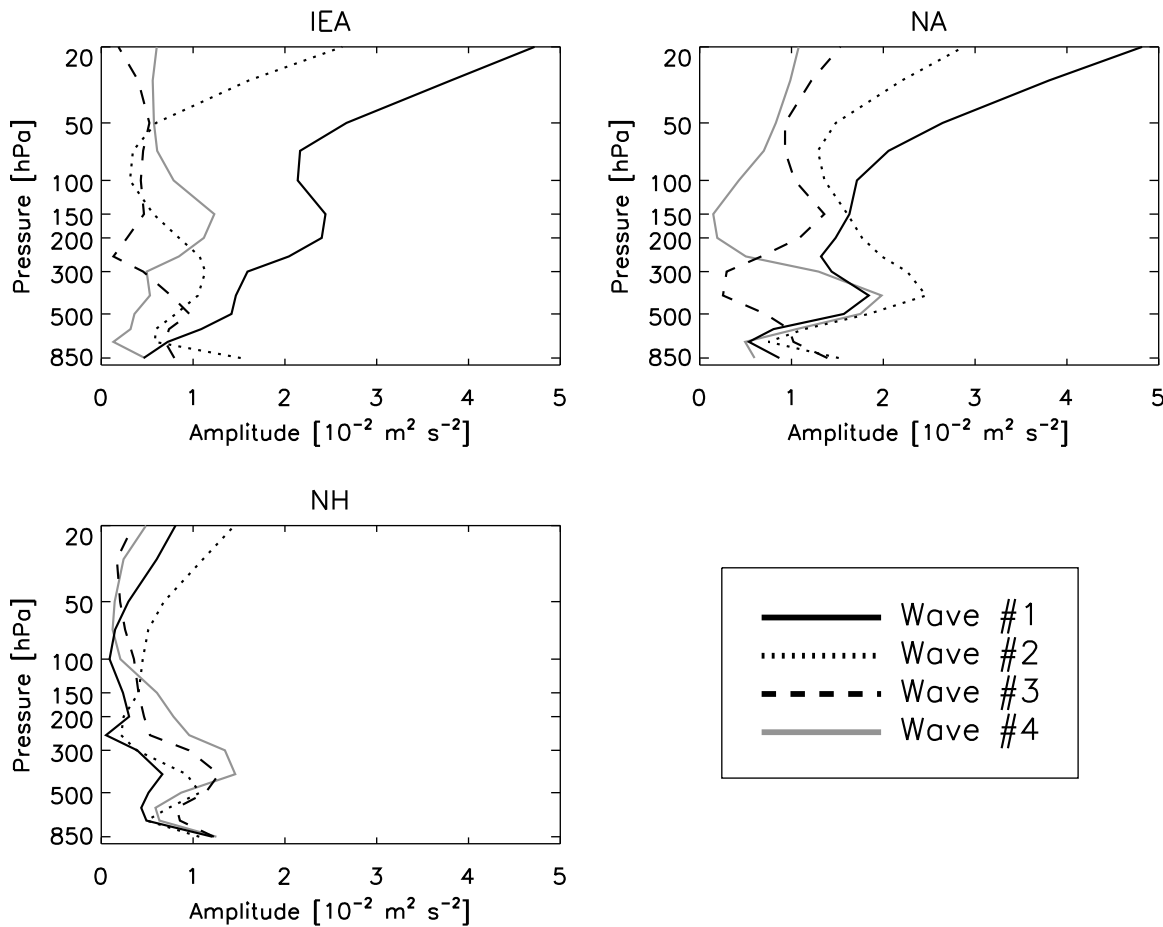 IEA
20
50
100
150
200
300
500
850
Pressure [hPa]
0 1 2 3 4 5
Amplitude [10⁻² m² s⁻²]
NA
20
50
100
150
200
300
500
850
Pressure [hPa]
0 1 2 3 4 5
Amplitude [10⁻² m² s⁻²]
NH
20
50
100
150
200
300
500
850
Pressure [hPa]
0 1 2 3 4 5
Amplitude [10⁻² m² s⁻²]
Wave #1
Wave #2
Wave #3
Wave #4